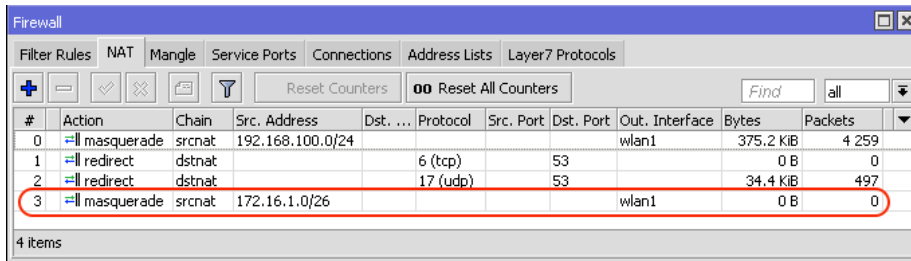 Firewall
Filter Rules NAT Mangle Service Ports Connections Address Lists Layer7 Protocols
Reset Counters 00 Reset All Counters Find all
# Action Chain Src. Address Dst. ... Protocol Src. Port Dst. Port Out. Interface Bytes Packets
0 masquerade srcnat 192.168.100.0/24 wlan1 375.2 KiB 4 259
1 redirect dstnat 6 (tcp) 53 0 B 0
2 redirect dstnat 17 (udp) 53 34.4 KiB 497
3 masquerade srcnat 172.16.1.0/26 wlan1 0 B 0
4 items